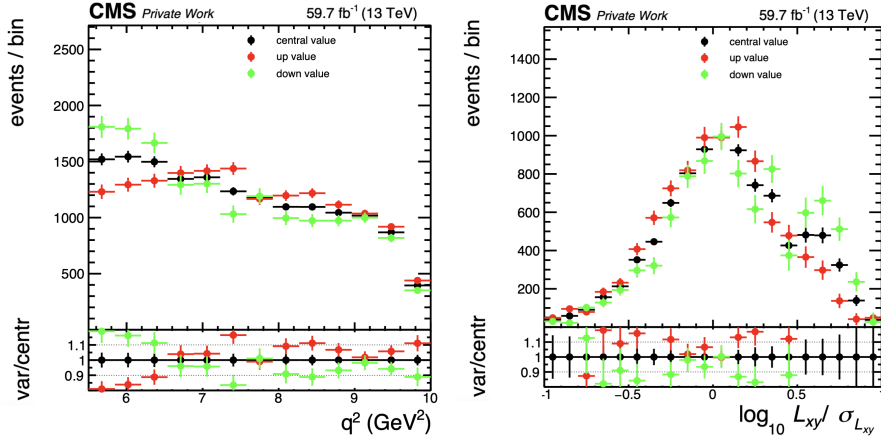 CMS Private Work 59.7 fb⁻¹ (13 TeV)
events / bin
2500
2000
1500
1000
500
central value
up value
down value
var/centr
1.1
1
0.9
6 7 8 9 10
q² (GeV²)
CMS Private Work 59.7 fb⁻¹ (13 TeV)
events / bin
1400
1200
1000
800
600
400
200
central value
up value
down value
var/centr
1.1
1
0.9
-1 -0.5 0 0.5 1
log₁₀ L_xy / σ_L_xy